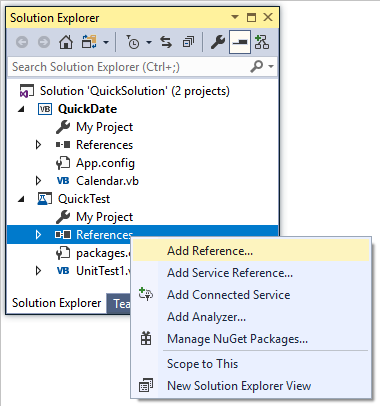 Solution Explorer
Search Solution Explorer (Ctrl+;)
Solution 'QuickSolution' (2 projects)
VB QuickDate
My Project
References
App.config
VB Calendar.vb
QuickTest
My Project
References
packages.
VB UnitTest1.
Solution Explorer Tea
Add Reference...
Add Service Reference...
Add Connected Service
Add Analyzer...
Manage NuGet Packages...
Scope to This
New Solution Explorer View